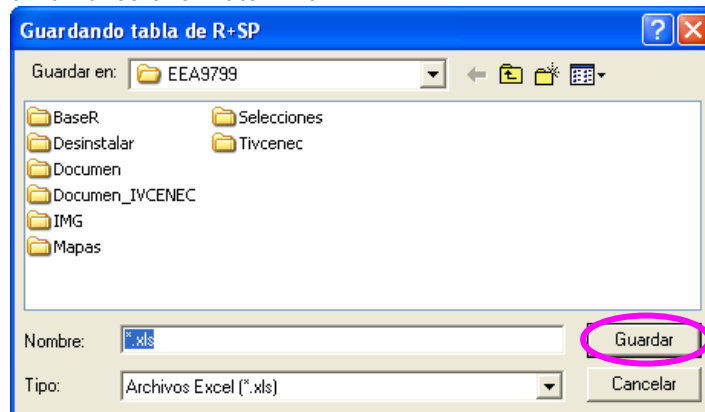 Guardando tabla de R+SP
Guardar en: EEA9799
BaseR Selecciones
Desinstalar Tivcenec
Documen
Documen_IVCENEC
IMG
Mapas
Nombre: *.xls Guardar
Tipo: Archivos Excel (*.xls) Cancelar